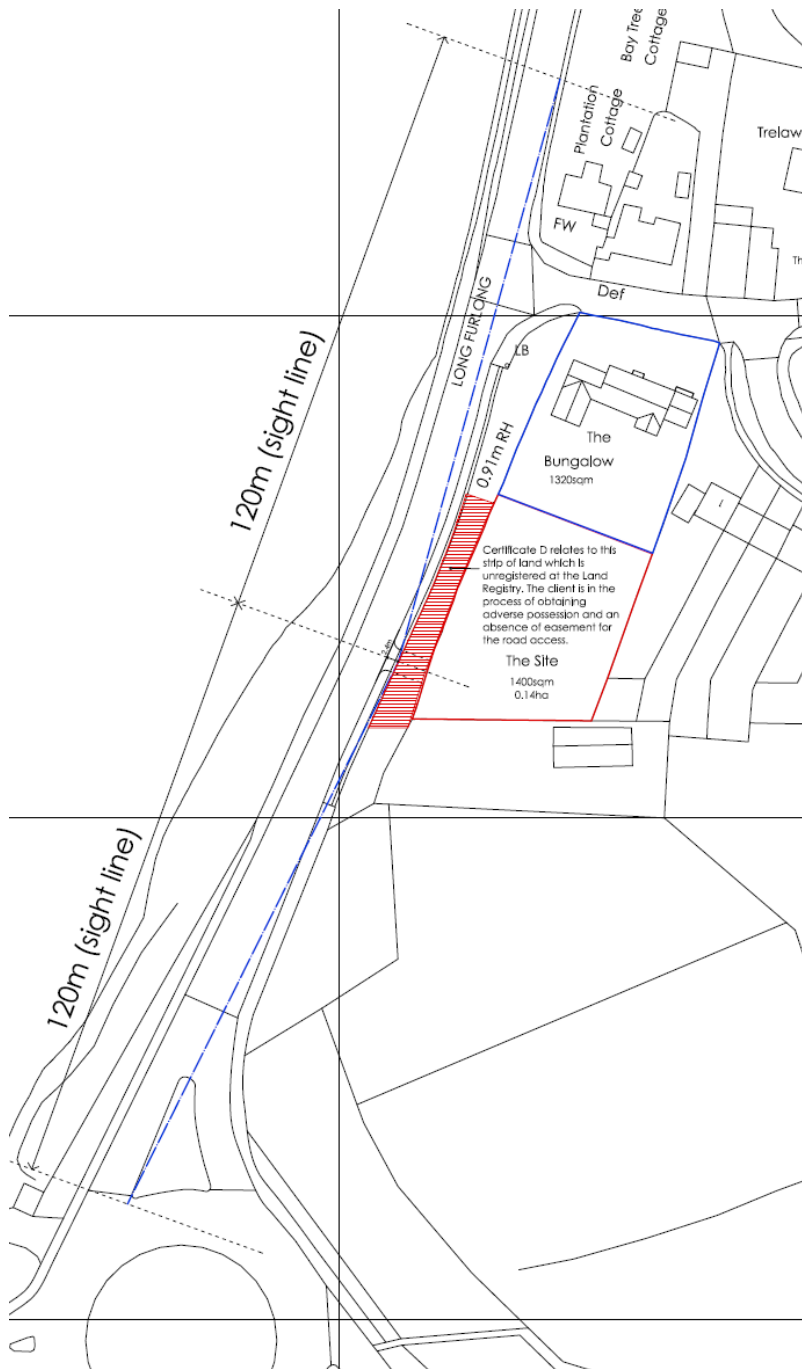 Bay Tree
Cottage
Plantation
Cottage
Trelaw
Th
FW
Def
LONG FURLONG
LB
120m (sight line)
0.91m RH
The
Bungalow
1320sqm
Certificate D relates to this
strip of land which is
unregistered at the Land
Registry. The client is in the
process of obtaining
adverse possession and an
absence of easement for
the road access.
2.4m
The Site
1400sqm
0.14ha
120m (sight line)